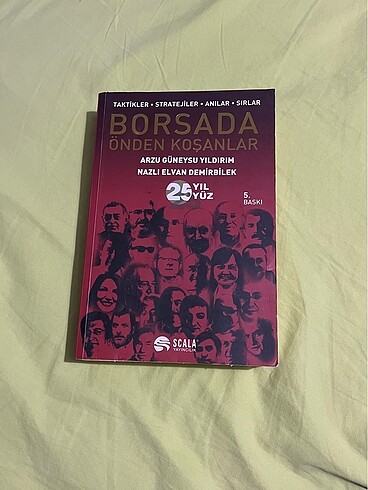 TAKTİKLER • STRATEJİLER • ANILAR • SIRLAR
BORSADA
ÖNDEN KOŞANLAR
ARZU GÜNEYSU YILDIRIM
NAZLI ELVAN DEMİRBİLEK
25 YIL
YÜZ
5.
BASKI
SCALA
YAYINCILIK